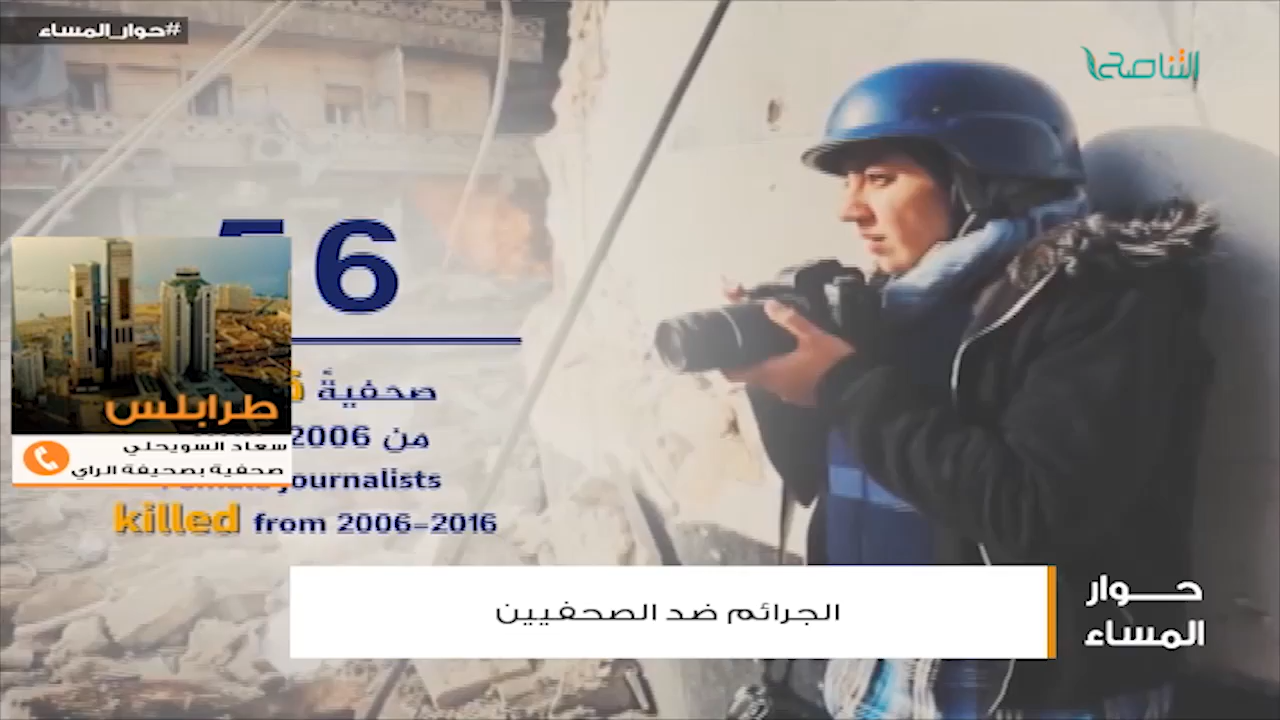 #حوار_المساء
التناصح
6
صحفيةً
من 2006
journalists
killed from 2006-2016
طرابلس
سعاد السويحلي
صحفية بصحيفة الراي
الجرائم ضد الصحفيين
حوار
المساء